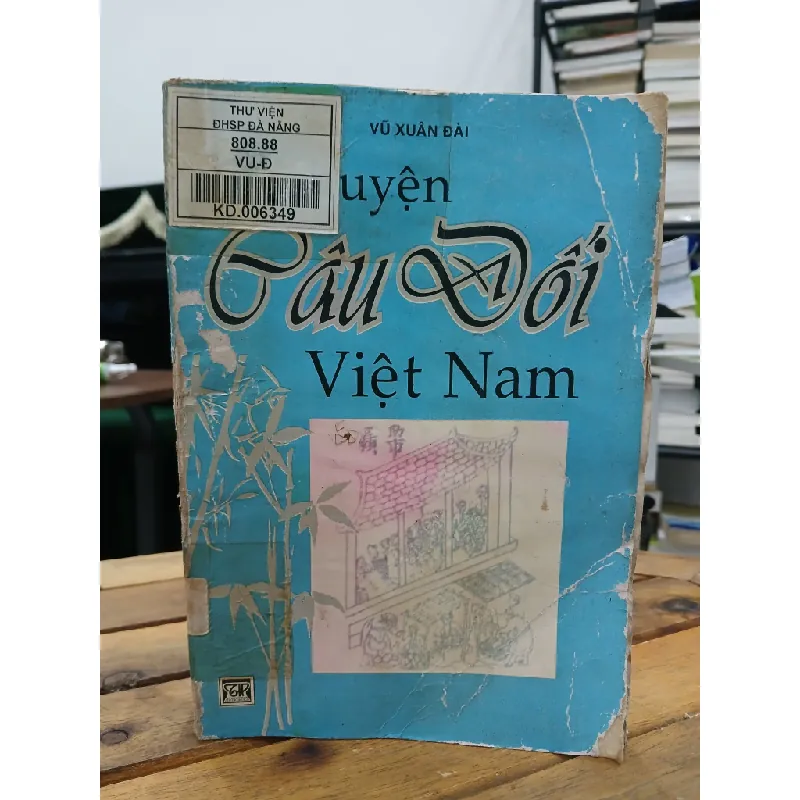 THƯ VIỆN
ĐHSP ĐÀ NẴNG
808.88
VU-Đ
KD.006349
VŨ XUÂN ĐÀI
uyện
Câu Đối
Việt Nam